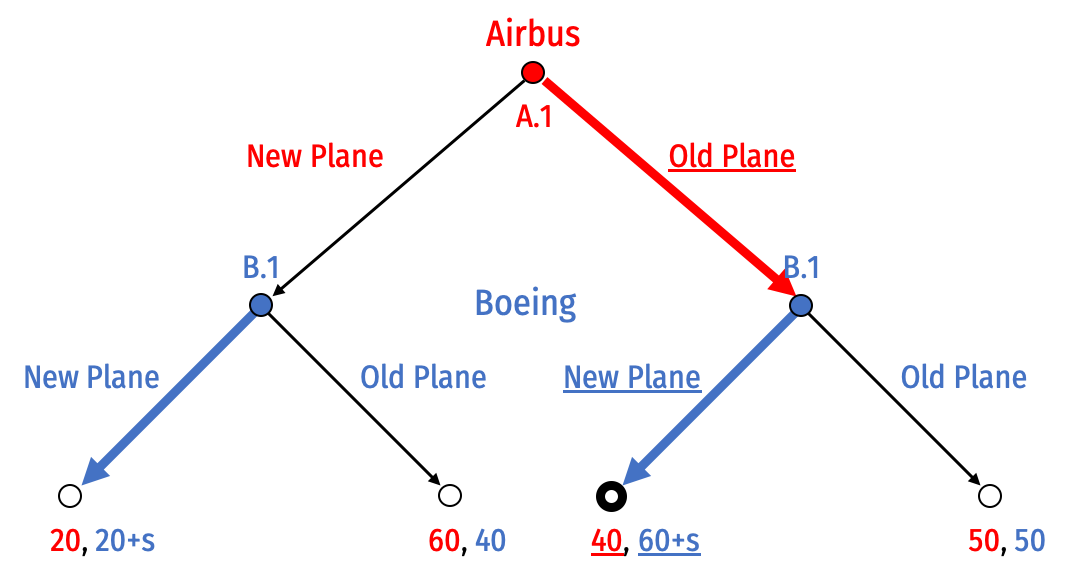 Airbus
A.1
New Plane
Old Plane
B.1
B.1
Boeing
New Plane
Old Plane
New Plane
Old Plane
20, 20+s
60, 40
40, 60+s
50, 50